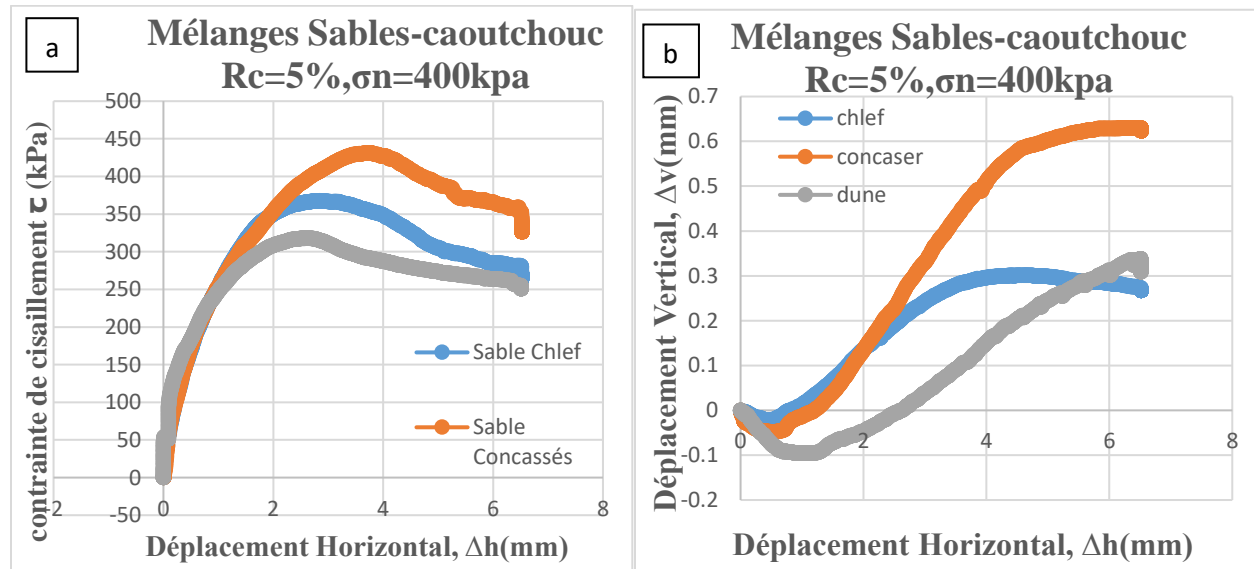 a
Mélanges Sables-caoutchouc
Rc=5%,σn=400kpa
contrainte de cisaillement τ (kPa)
500
450
400
350
300
250
200
150
100
50
0
-50
-2
0
2
4
6
8
Sable Chlef
Sable
Concassés
Déplacement Horizontal, Δh(mm)
b
Mélanges Sables-caoutchouc
Rc=5%,σn=400kpa
Déplacement Vertical, Δv(mm)
0.7
0.6
0.5
0.4
0.3
0.2
0.1
0
-0.1
-0.2
0
2
4
6
8
chlef
concaser
dune
Déplacement Horizontal, Δh(mm)